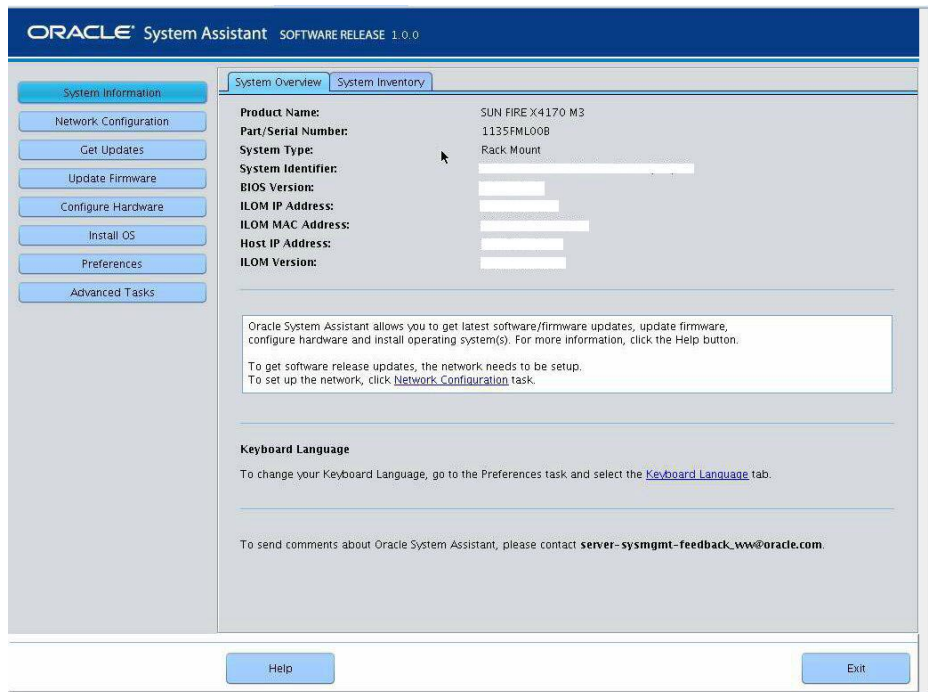 ORACLE System Assistant SOFTWARE RELEASE 1.0.0
System Information
Network Configuration
Get Updates
Update Firmware
Configure Hardware
Install OS
Preferences
Advanced Tasks
System Overview
System Inventory
Product Name: SUN FIRE X4170 M3
Part/Serial Number: 1135FML00B
System Type: Rack Mount
System Identifier:
BIOS Version:
ILOM IP Address:
ILOM MAC Address:
Host IP Address:
ILOM Version:
Oracle System Assistant allows you to get latest software/firmware updates, update firmware,
configure hardware and install operating system(s). For more information, click the Help button.
To get software release updates, the network needs to be setup.
To set up the network, click Network Configuration task.
Keyboard Language
To change your Keyboard Language, go to the Preferences task and select the Keyboard Language tab.
To send comments about Oracle System Assistant, please contact server-sysmgmt-feedback_ww@oracle.com.
Help
Exit